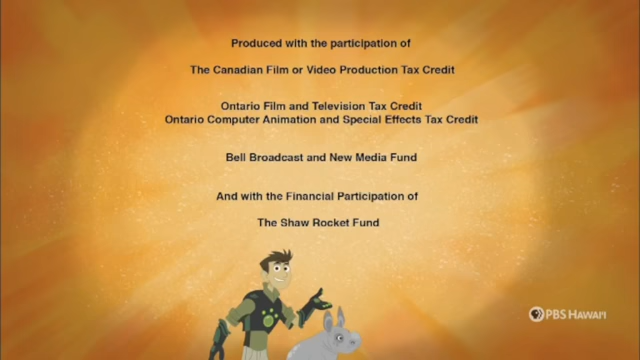 Produced with the participation of
The Canadian Film or Video Production Tax Credit
Ontario Film and Television Tax Credit
Ontario Computer Animation and Special Effects Tax Credit
Bell Broadcast and New Media Fund
And with the Financial Participation of
The Shaw Rocket Fund
PBS HAWAI'I